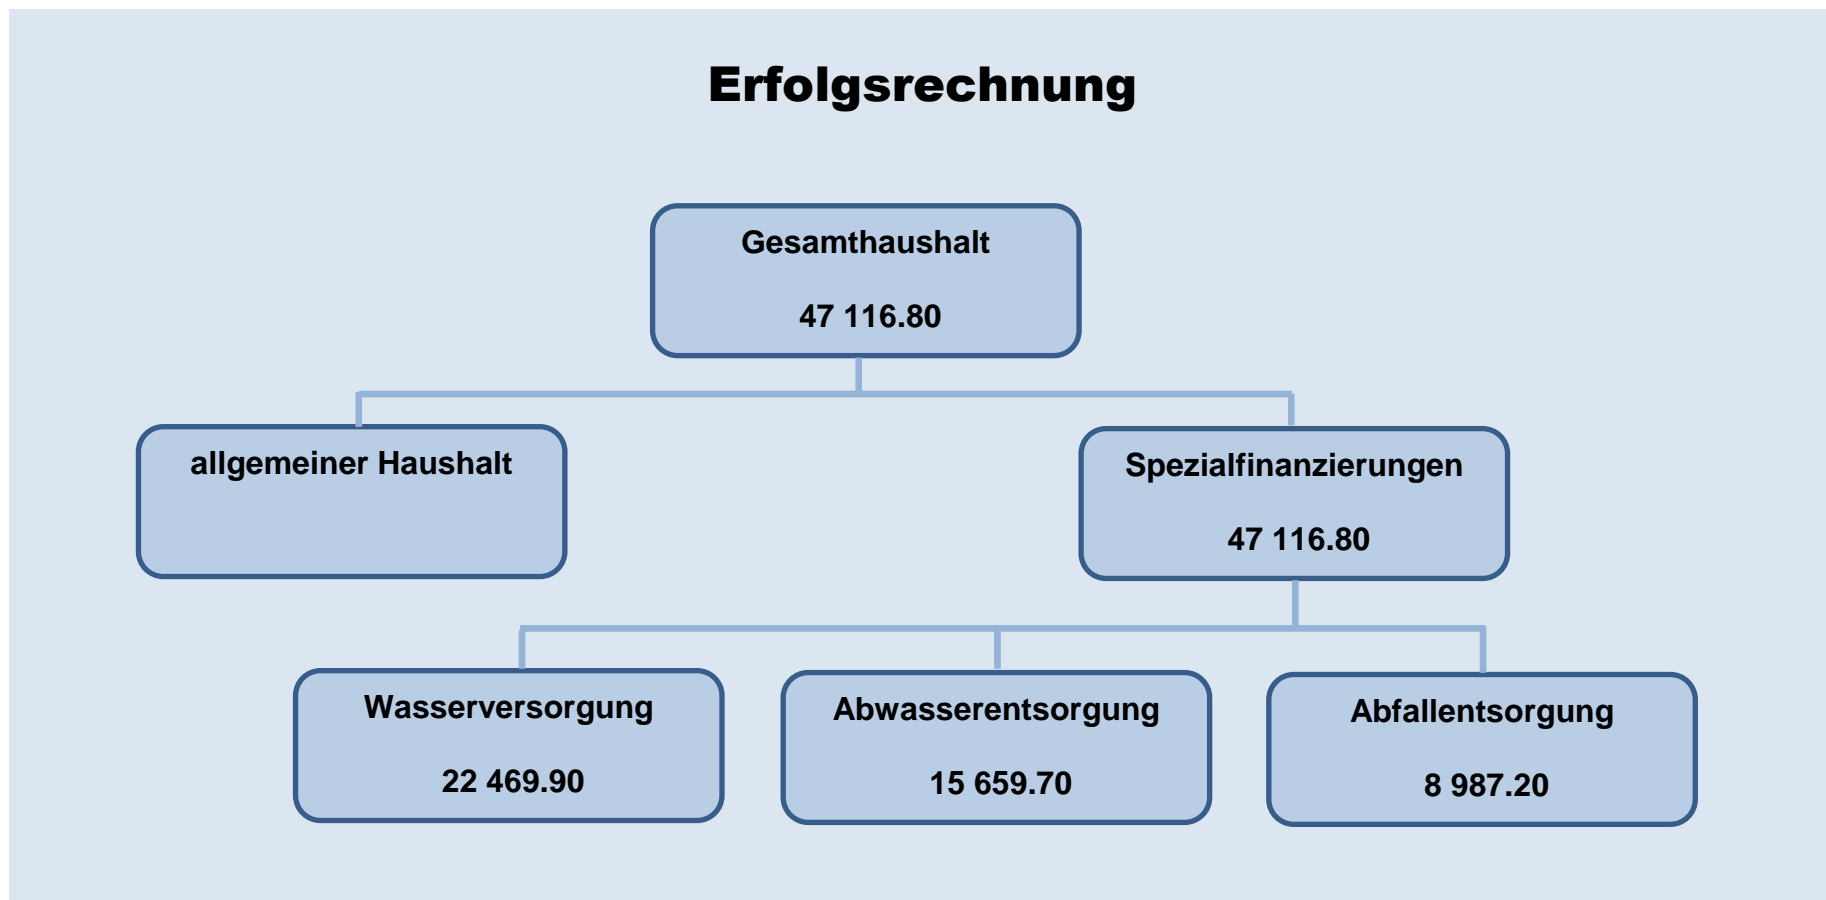 Erfolgsrechnung
Gesamthaushalt
47 116.80
allgemeiner Haushalt
Spezialfinanzierungen
47 116.80
Wasserversorgung
22 469.90
Abwasserentsorgung
15 659.70
Abfallentsorgung
8 987.20